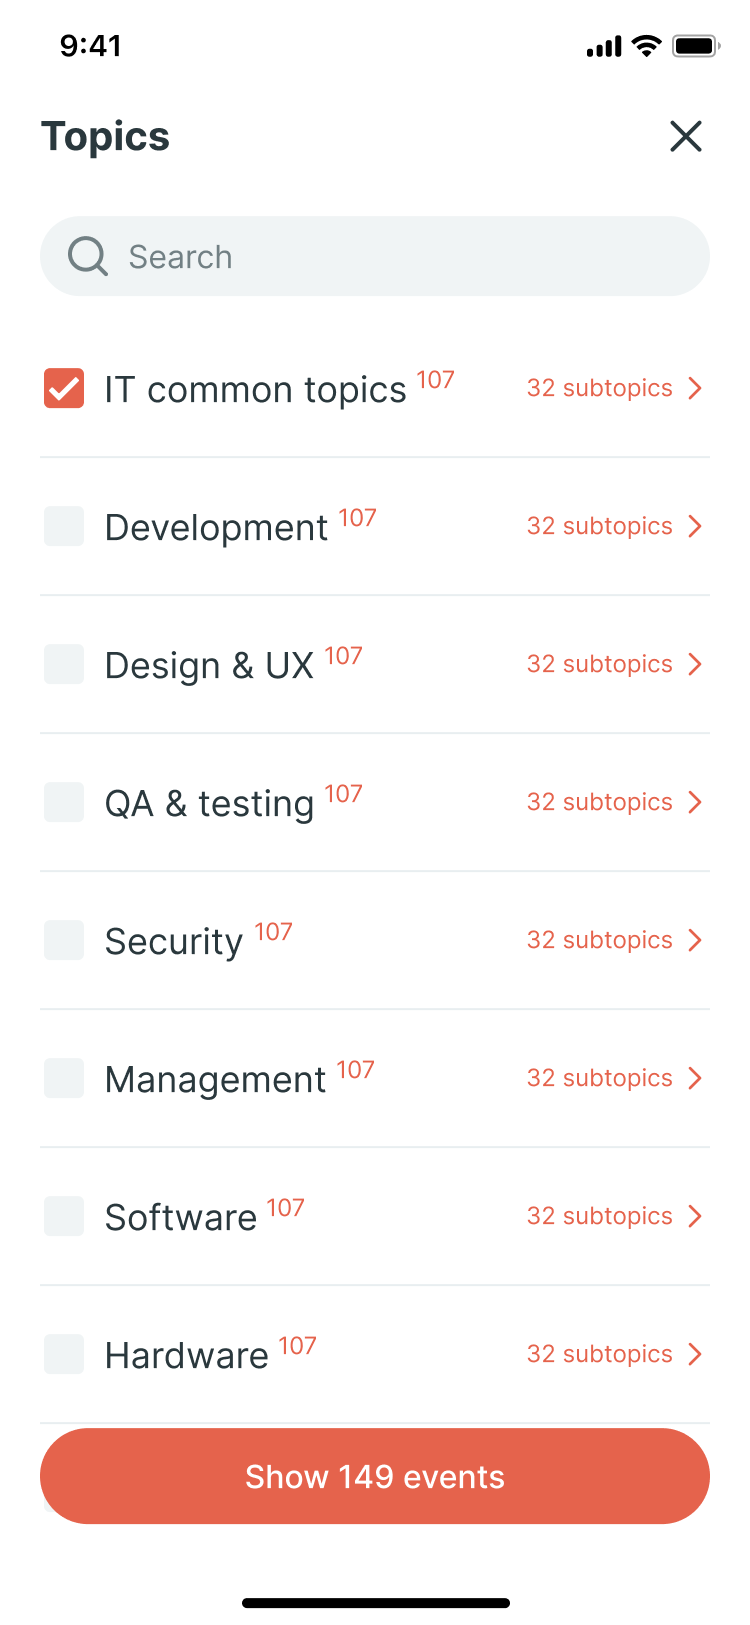 9:41
Topics
Search
IT common topics 107 32 subtopics
Development 107 32 subtopics
Design & UX 107 32 subtopics
QA & testing 107 32 subtopics
Security 107 32 subtopics
Management 107 32 subtopics
Software 107 32 subtopics
Hardware 107 32 subtopics
Show 149 events